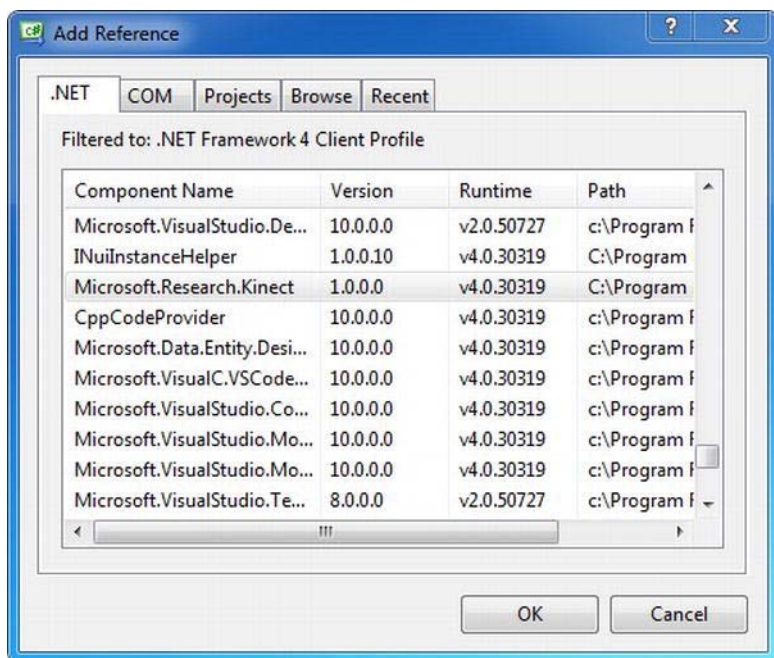 C# Add Reference ? X
.NET COM Projects Browse Recent
Filtered to: .NET Framework 4 Client Profile
Component Name Version Runtime Path
Microsoft.VisualStudio.De... 10.0.0.0 v2.0.50727 c:\Program F
INuiInstanceHelper 1.0.0.10 v4.0.30319 C:\Program
Microsoft.Research.Kinect 1.0.0.0 v4.0.30319 C:\Program
CppCodeProvider 10.0.0.0 v4.0.30319 c:\Program F
Microsoft.Data.Entity.Desi... 10.0.0.0 v4.0.30319 c:\Program F
Microsoft.VisualC.VSCode... 10.0.0.0 v4.0.30319 c:\Program F
Microsoft.VisualStudio.Co... 10.0.0.0 v4.0.30319 c:\Program F
Microsoft.VisualStudio.Mo... 10.0.0.0 v4.0.30319 c:\Program F
Microsoft.VisualStudio.Mo... 10.0.0.0 v4.0.30319 c:\Program F
Microsoft.VisualStudio.Te... 8.0.0.0 v2.0.50727 c:\Program F
OK Cancel